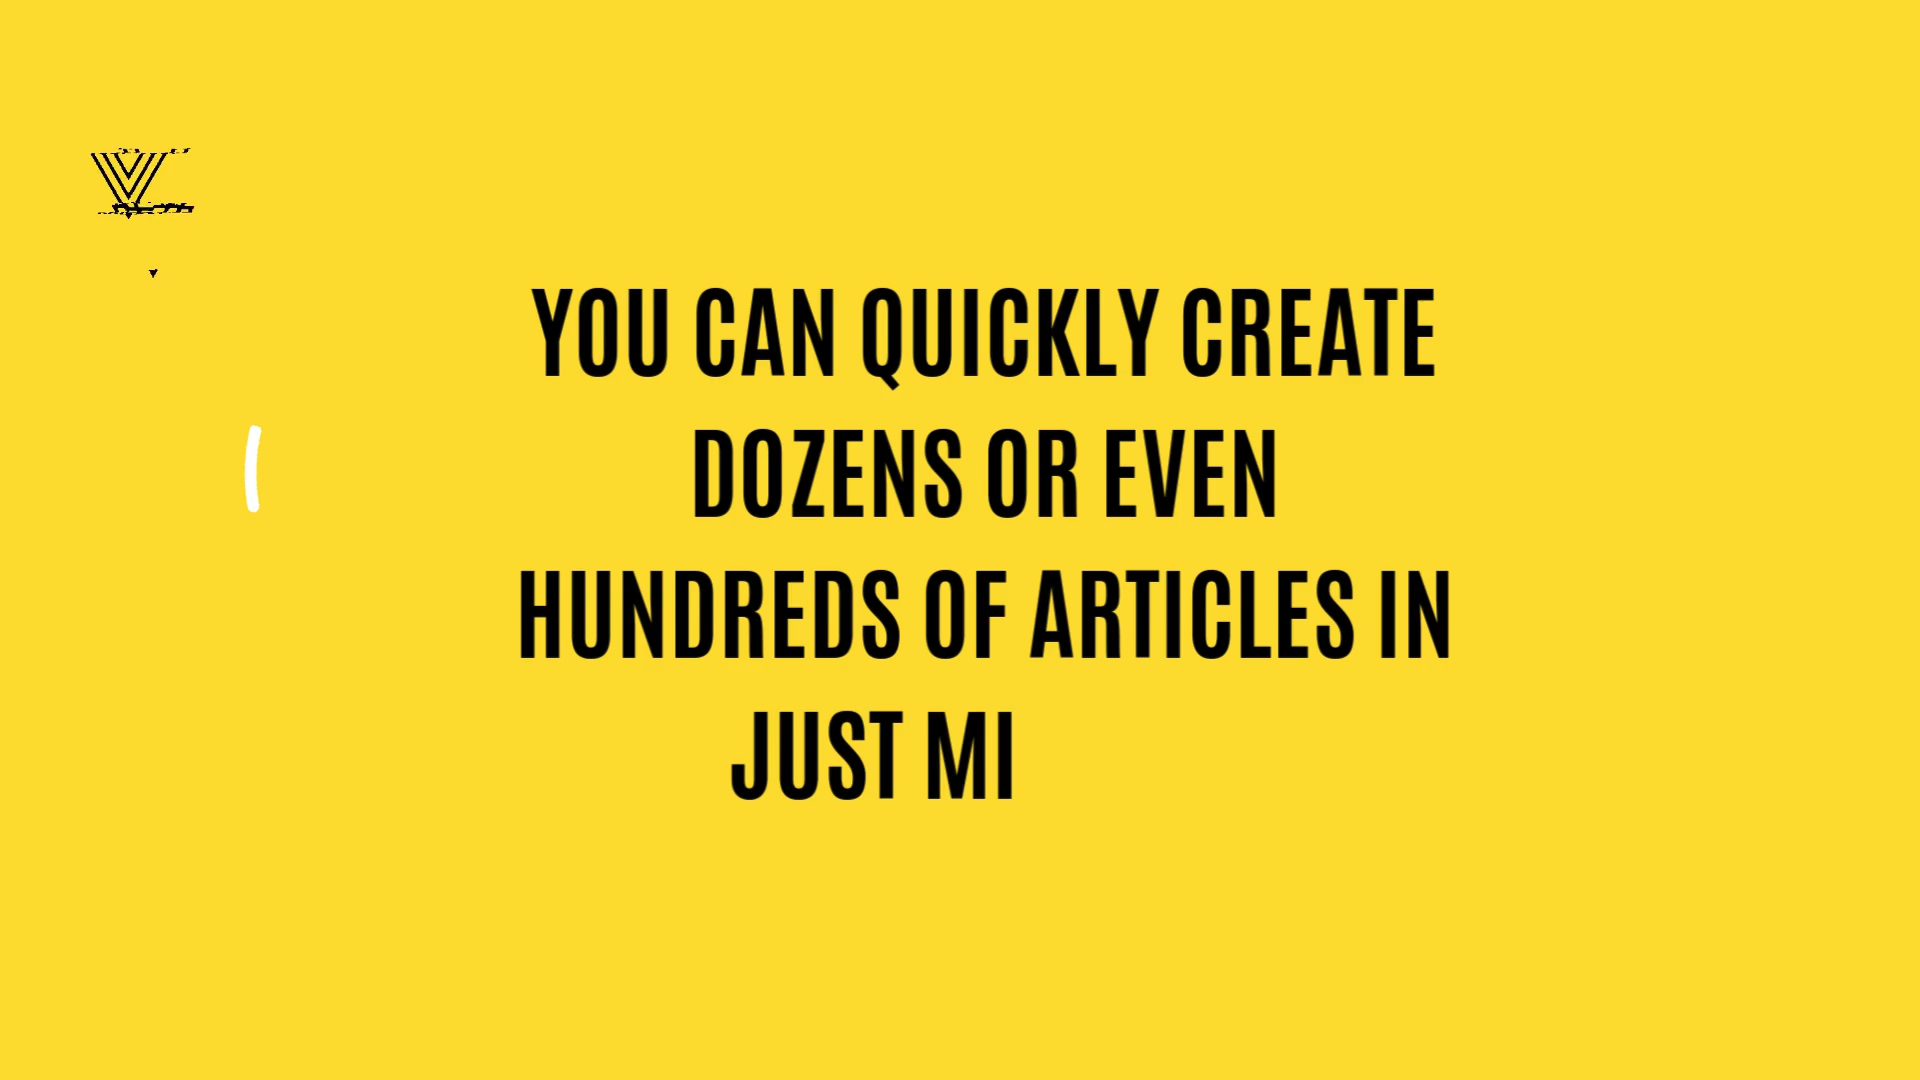 YOU CAN QUICKLY CREATE
DOZENS OR EVEN
HUNDREDS OF ARTICLES IN
JUST MI